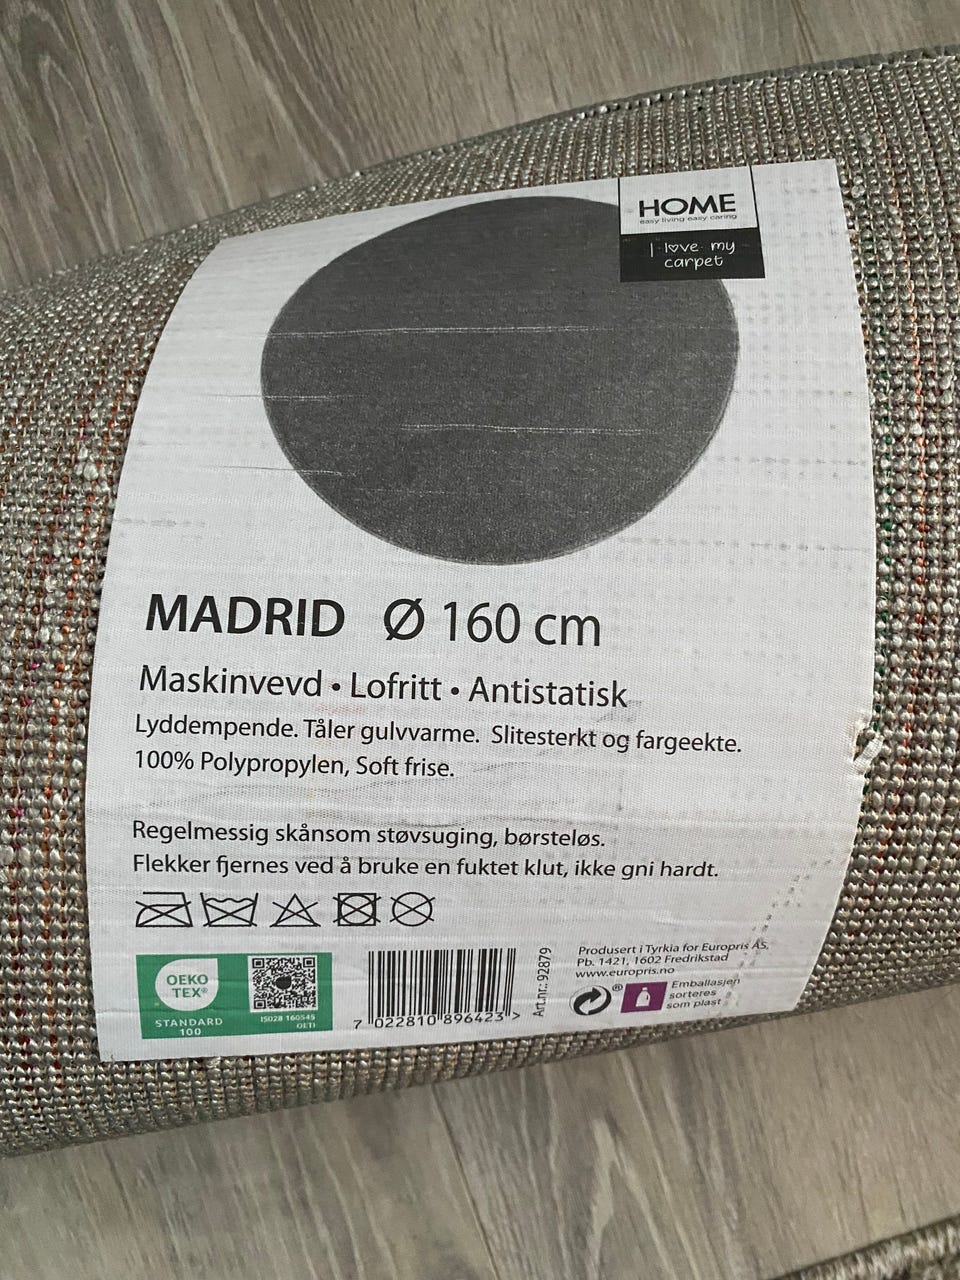 HOME
easy living easy caring
I love my
carpet
MADRID Ø 160 cm
Maskinvevd • Lofritt • Antistatisk
Lyddempende. Tåler gulvvarme. Slitesterkt og fargeekte.
100% Polypropylen, Soft frise.
Regelmessig skånsom støvsuging, børsteløs.
Flekker fjernes ved å bruke en fuktet klut, ikke gni hardt.
OEKO
TEX®
STANDARD
100
IS028 160545
OETI
7 022810 896423 >
Art.nr.: 92879
Produsert i Tyrkia for Europris AS,
Pb. 1421, 1602 Fredrikstad
www.europris.no
®
Emballasjen
sorteres
som plast